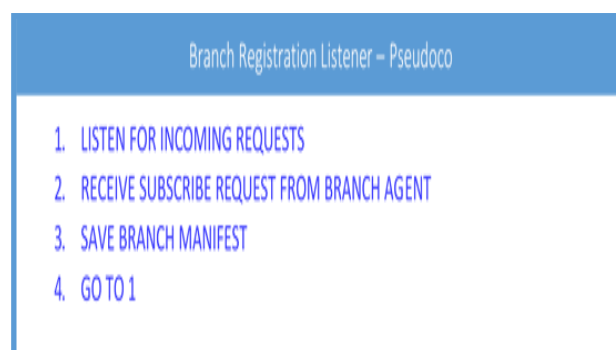 Branch Registration Listener – Pseudoco
1. LISTEN FOR INCOMING REQUESTS
2. RECEIVE SUBSCRIBE REQUEST FROM BRANCH AGENT
3. SAVE BRANCH MANIFEST
4. GO TO 1